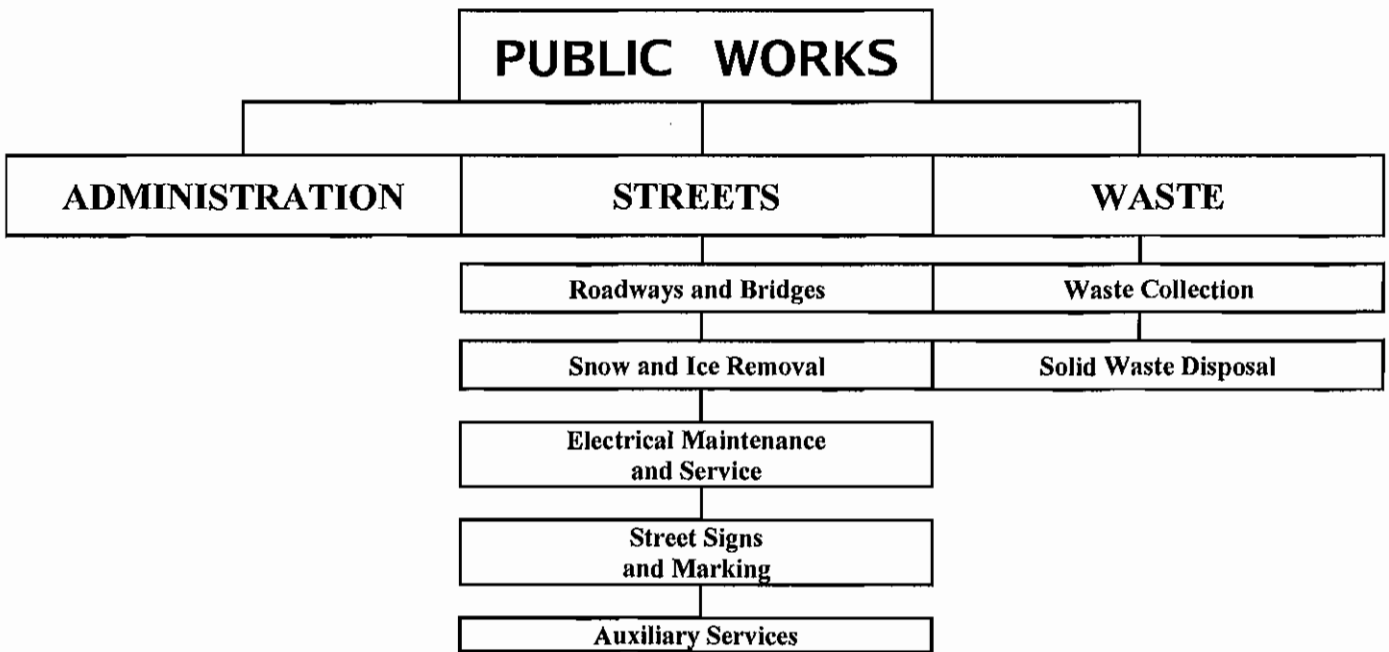 PUBLIC WORKS
ADMINISTRATION
STREETS
WASTE
Roadways and Bridges
Waste Collection
Snow and Ice Removal
Solid Waste Disposal
Electrical Maintenance
and Service
Street Signs
and Marking
Auxiliary Services